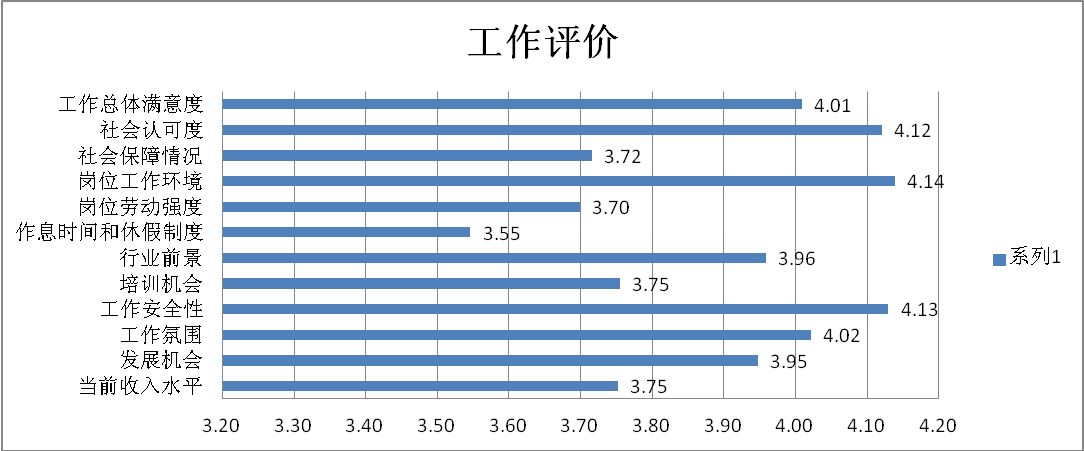 工作评价
工作总体满意度 4.01
社会认可度 4.12
社会保障情况 3.72
岗位工作环境 4.14
岗位劳动强度 3.70
作息时间和休假制度 3.55
行业前景 3.96
系列1
培训机会 3.75
工作安全性 4.13
工作氛围 4.02
发展机会 3.95
当前收入水平 3.75
3.20 3.30 3.40 3.50 3.60 3.70 3.80 3.90 4.00 4.10 4.20